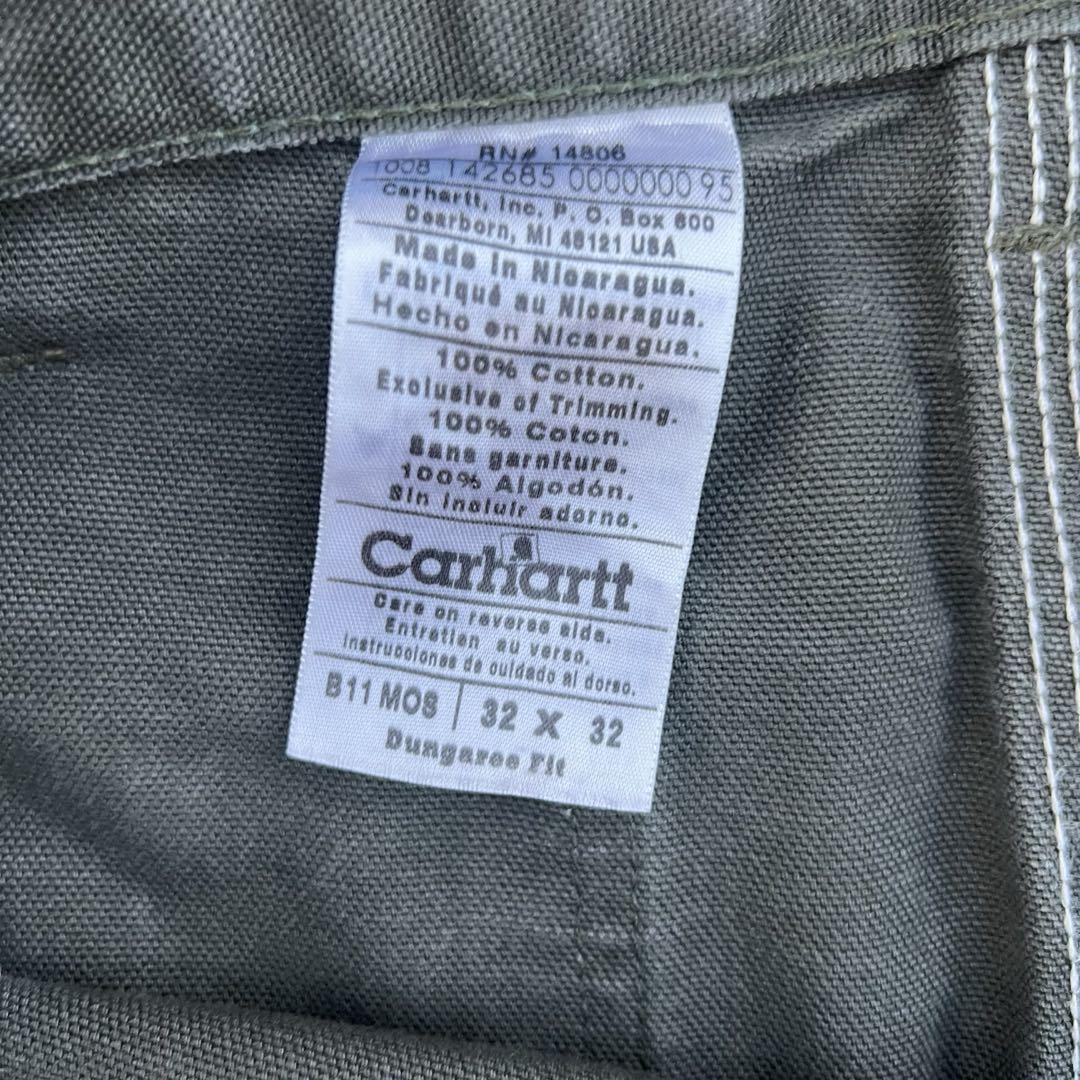 RN# 14806
1008 142685 0000000 95
Carhartt, Inc. P. O. Box 600
Dearborn, MI 48121 USA
Made in Nicaragua.
Fabriqué au Nicaragua.
Hecho en Nicaragua.
100% Cotton.
Exclusive of Trimming.
100% Coton.
Sans garniture.
100% Algodón.
Sin incluir adorno.
Carhartt
Care on reverse side.
Entretien au verso.
Instrucciones de cuidado al dorso.
B11 MOS | 32 X 32
Dungaree Fit